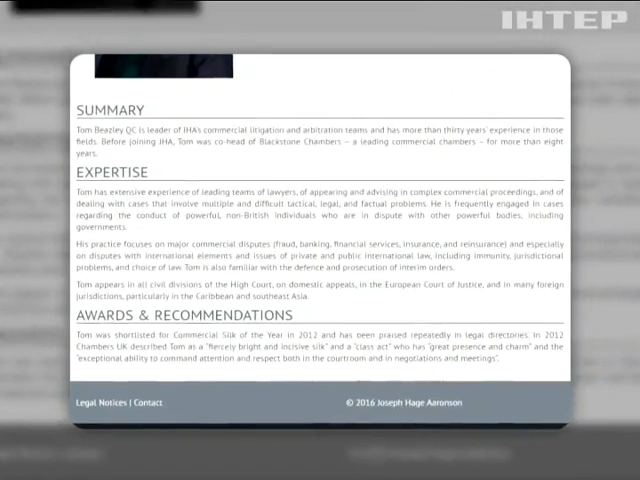 ІНТЕР
SUMMARY
Tom Beazley QC is leader of JHA's commercial litigation and arbitration teams and has more than thirty years' experience in those
fields. Before joining JHA, Tom was co-head of Blackstone Chambers – a leading commercial chambers – for more than eight
years.
EXPERTISE
Tom has extensive experience of leading teams of lawyers, of appearing and advising in complex commercial proceedings, and of
dealing with cases that involve multiple and difficult tactical, legal, and factual problems. He is frequently engaged in cases
regarding the conduct of powerful, non-British individuals who are in dispute with other powerful bodies, including
governments.
His practice focuses on major commercial disputes (fraud, banking, financial services, insurance, and reinsurance) and especially
on disputes with international elements and issues of private and public international law, including immunity, jurisdictional
problems, and choice of law. Tom is also familiar with the defence and prosecution of interim orders.
Tom appears in all civil divisions of the High Court, on domestic appeals, in the European Court of Justice, and in many foreign
jurisdictions, particularly in the Caribbean and southeast Asia.
AWARDS & RECOMMENDATIONS
Tom was shortlisted for Commercial Silk of the Year in 2012 and has been praised repeatedly in legal directories. In 2012
Chambers UK described Tom as a "fiercely bright and incisive silk" and a "class act" who has "great presence and charm" and the
"exceptional ability to command attention and respect both in the courtroom and in negotiations and meetings".
Legal Notices | Contact
© 2016 Joseph Hage Aaronson